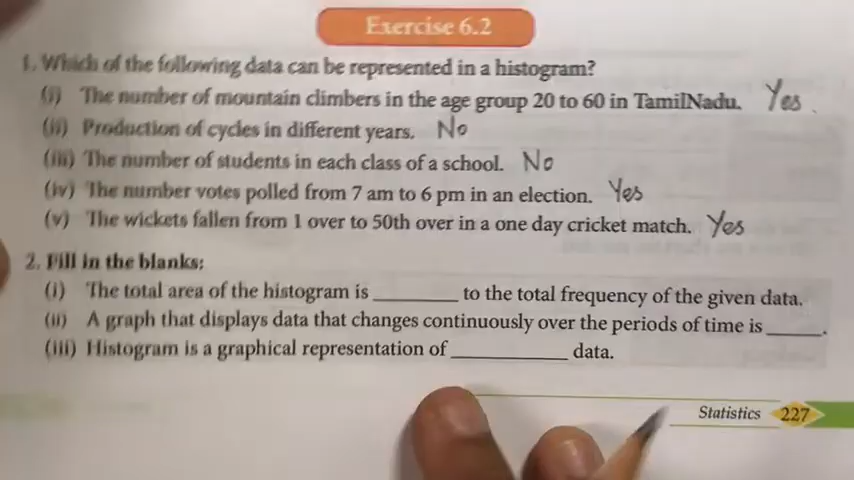 Exercise 6.2
1. Which of the following data can be represented in a histogram?
(i) The number of mountain climbers in the age group 20 to 60 in TamilNadu. Yes
(ii) Production of cycles in different years. No
(iii) The number of students in each class of a school. No
(iv) The number votes polled from 7 am to 6 pm in an election. Yes
(v) The wickets fallen from 1 over to 50th over in a one day cricket match. Yes
2. Fill in the blanks:
(i) The total area of the histogram is ________ to the total frequency of the given data.
(ii) A graph that displays data that changes continuously over the periods of time is _____.
(iii) Histogram is a graphical representation of ___________ data.
Statistics 227